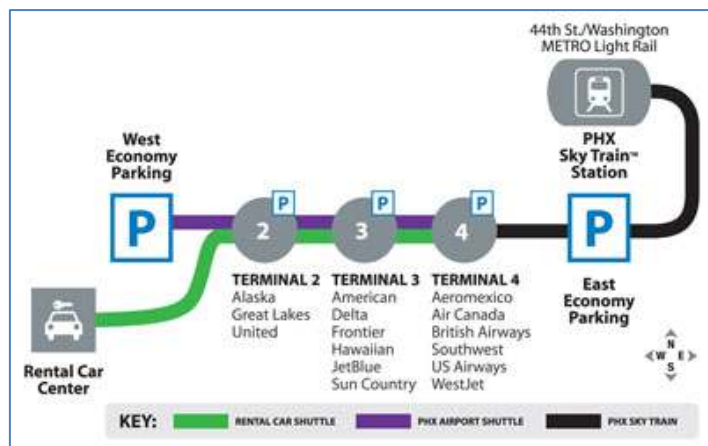 44th St./Washington
METRO Light Rail
PHX
Sky Train™
Station
West
Economy
Parking
P
P
P
P
2
3
4
P
TERMINAL 2
Alaska
Great Lakes
United
TERMINAL 3
American
Delta
Frontier
Hawaiian
JetBlue
Sun Country
TERMINAL 4
Aeromexico
Air Canada
British Airways
Southwest
US Airways
WestJet
East
Economy
Parking
Rental Car
Center
N
W E
S
KEY: RENTAL CAR SHUTTLE PHX AIRPORT SHUTTLE PHX SKY TRAIN